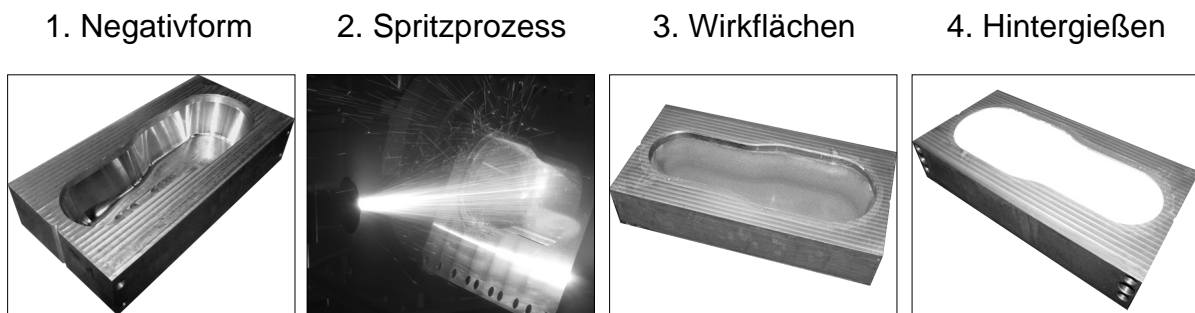 1. Negativform 2. Spritzprozess 3. Wirkflächen 4. Hintergießen